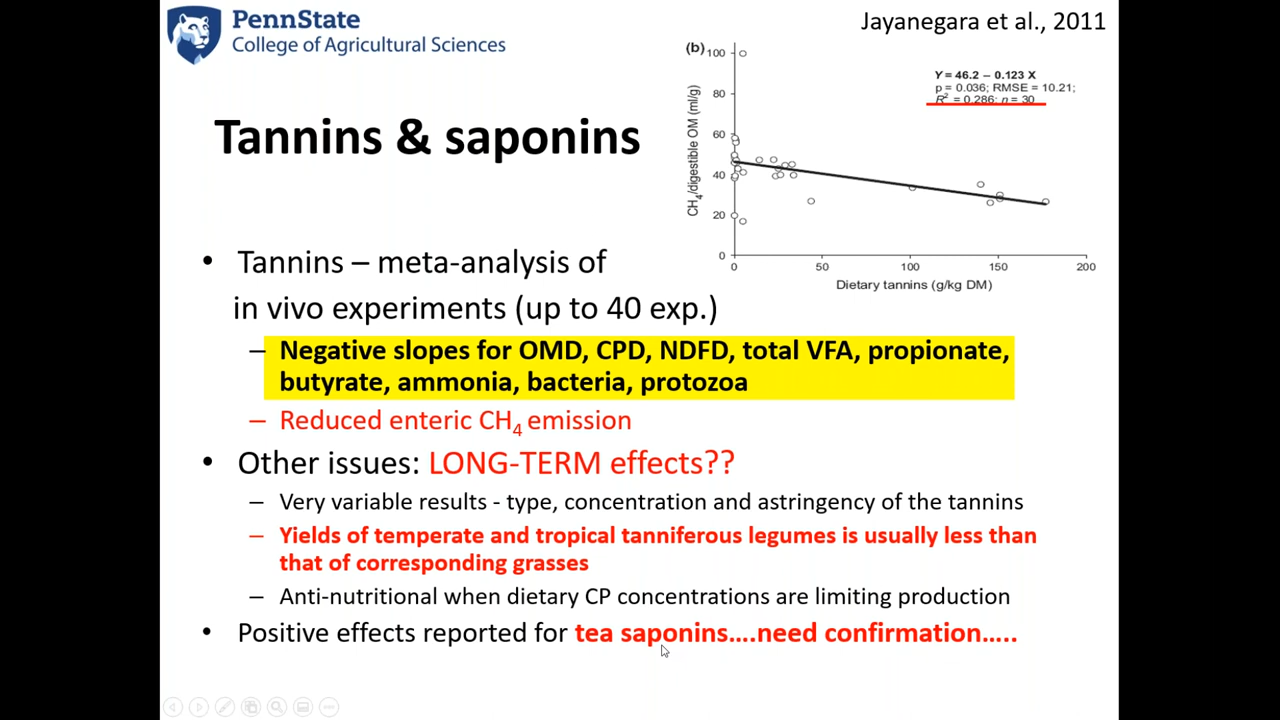 PennState
College of Agricultural Sciences
Jayanegara et al., 2011
Tannins & saponins
(b)
100
80
60
40
20
0
CH4/digestible OM (ml/g)
Y = 46.2 – 0.123 X
p = 0.036; RMSE = 10.21;
R² = 0.286; n = 30
0 50 100 150 200
Dietary tannins (g/kg DM)
• Tannins – meta-analysis of
in vivo experiments (up to 40 exp.)
– Negative slopes for OMD, CPD, NDFD, total VFA, propionate,
butyrate, ammonia, bacteria, protozoa
– Reduced enteric CH4 emission
• Other issues: LONG-TERM effects??
– Very variable results - type, concentration and astringency of the tannins
– Yields of temperate and tropical tanniferous legumes is usually less than
that of corresponding grasses
– Anti-nutritional when dietary CP concentrations are limiting production
• Positive effects reported for tea saponins....need confirmation.....